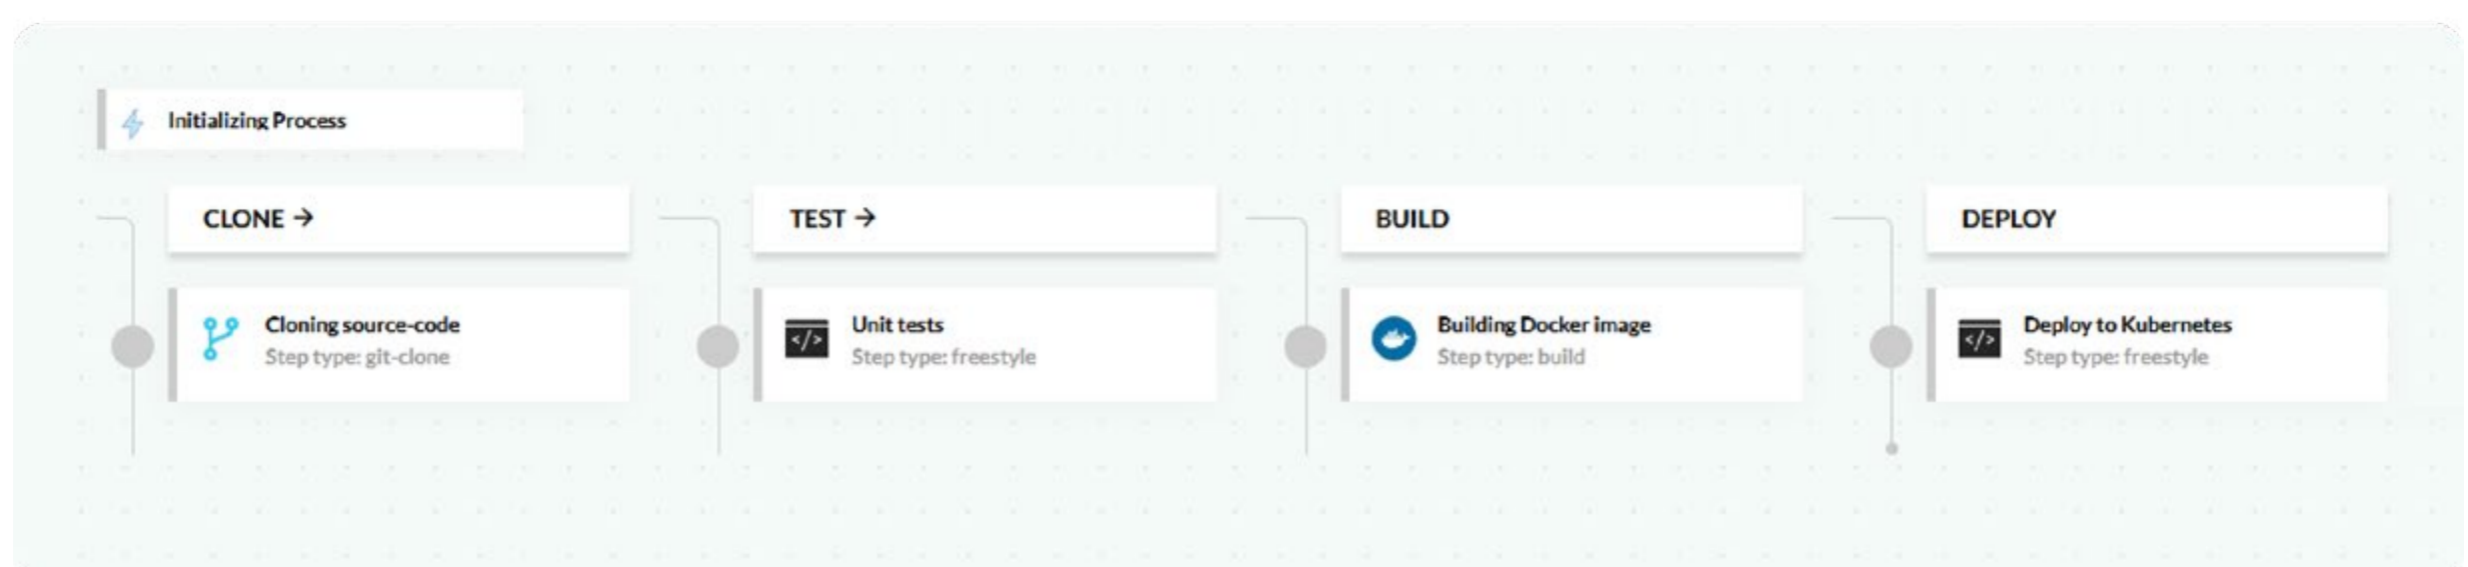 Initializing Process
CLONE →
Cloning source-code
Step type: git-clone
TEST →
Unit tests
Step type: freestyle
BUILD
Building Docker image
Step type: build
DEPLOY
Deploy to Kubernetes
Step type: freestyle